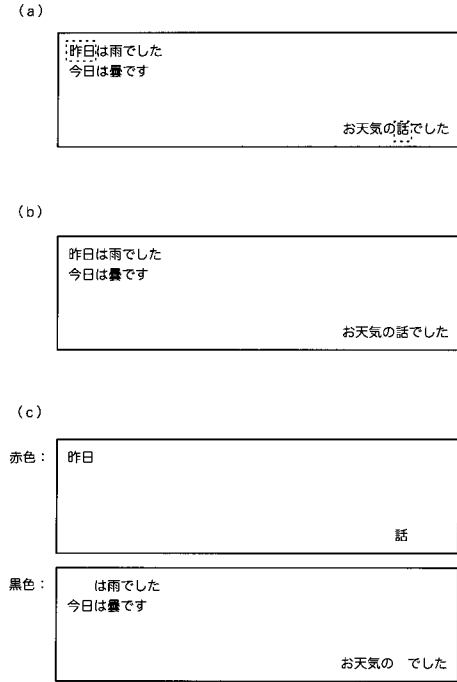 (a)
昨日は雨でした
今日は曇です
お天気の話でした
(b)
昨日は雨でした
今日は曇です
お天気の話でした
(c)
赤色： 昨日
話
黒色： は雨でした
今日は曇です
お天気の　でした